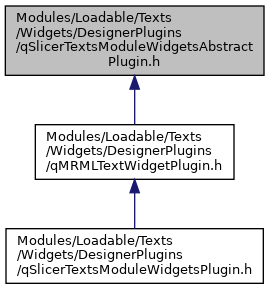 Modules/Loadable/Texts
/Widgets/DesignerPlugins
/qSlicerTextsModuleWidgetsAbstract
Plugin.h
Modules/Loadable/Texts
/Widgets/DesignerPlugins
/qMRMLTextWidgetPlugin.h
Modules/Loadable/Texts
/Widgets/DesignerPlugins
/qSlicerTextsModuleWidgetsPlugin.h